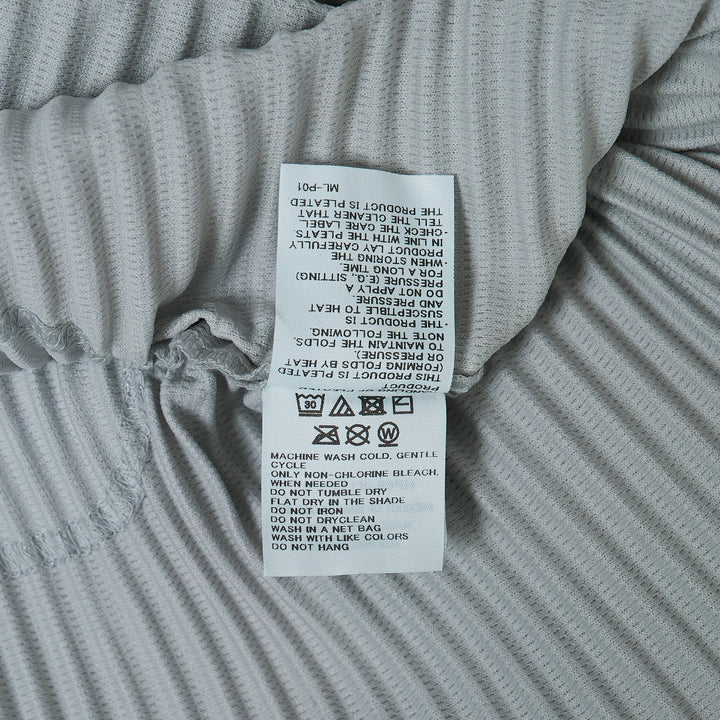 HANDLING OF PLEATED
PRODUCT
THIS PRODUCT IS PLEATED
(FORMING FOLDS BY HEAT
OR PRESSURE).
TO MAINTAIN THE FOLDS,
NOTE THE FOLLOWING.
・THE PRODUCT IS
SUSCEPTIBLE TO HEAT
AND PRESSURE.
DO NOT APPLY A
PRESSURE (E.G., SITTING)
FOR A LONG TIME.
・WHEN STORING THE
PRODUCT LAY CAREFULLY
IN LINE WITH THE PLEATS.
・CHECK THE CARE LABEL
TELL THE CLEANER THAT
THE PRODUCT IS PLEATED
ML-P01
30
W
MACHINE WASH COLD, GENTLE
CYCLE
ONLY NON-CHLORINE BLEACH,
WHEN NEEDED
DO NOT TUMBLE DRY
FLAT DRY IN THE SHADE
DO NOT IRON
DO NOT DRYCLEAN
WASH IN A NET BAG
WASH WITH LIKE COLORS
DO NOT HANG